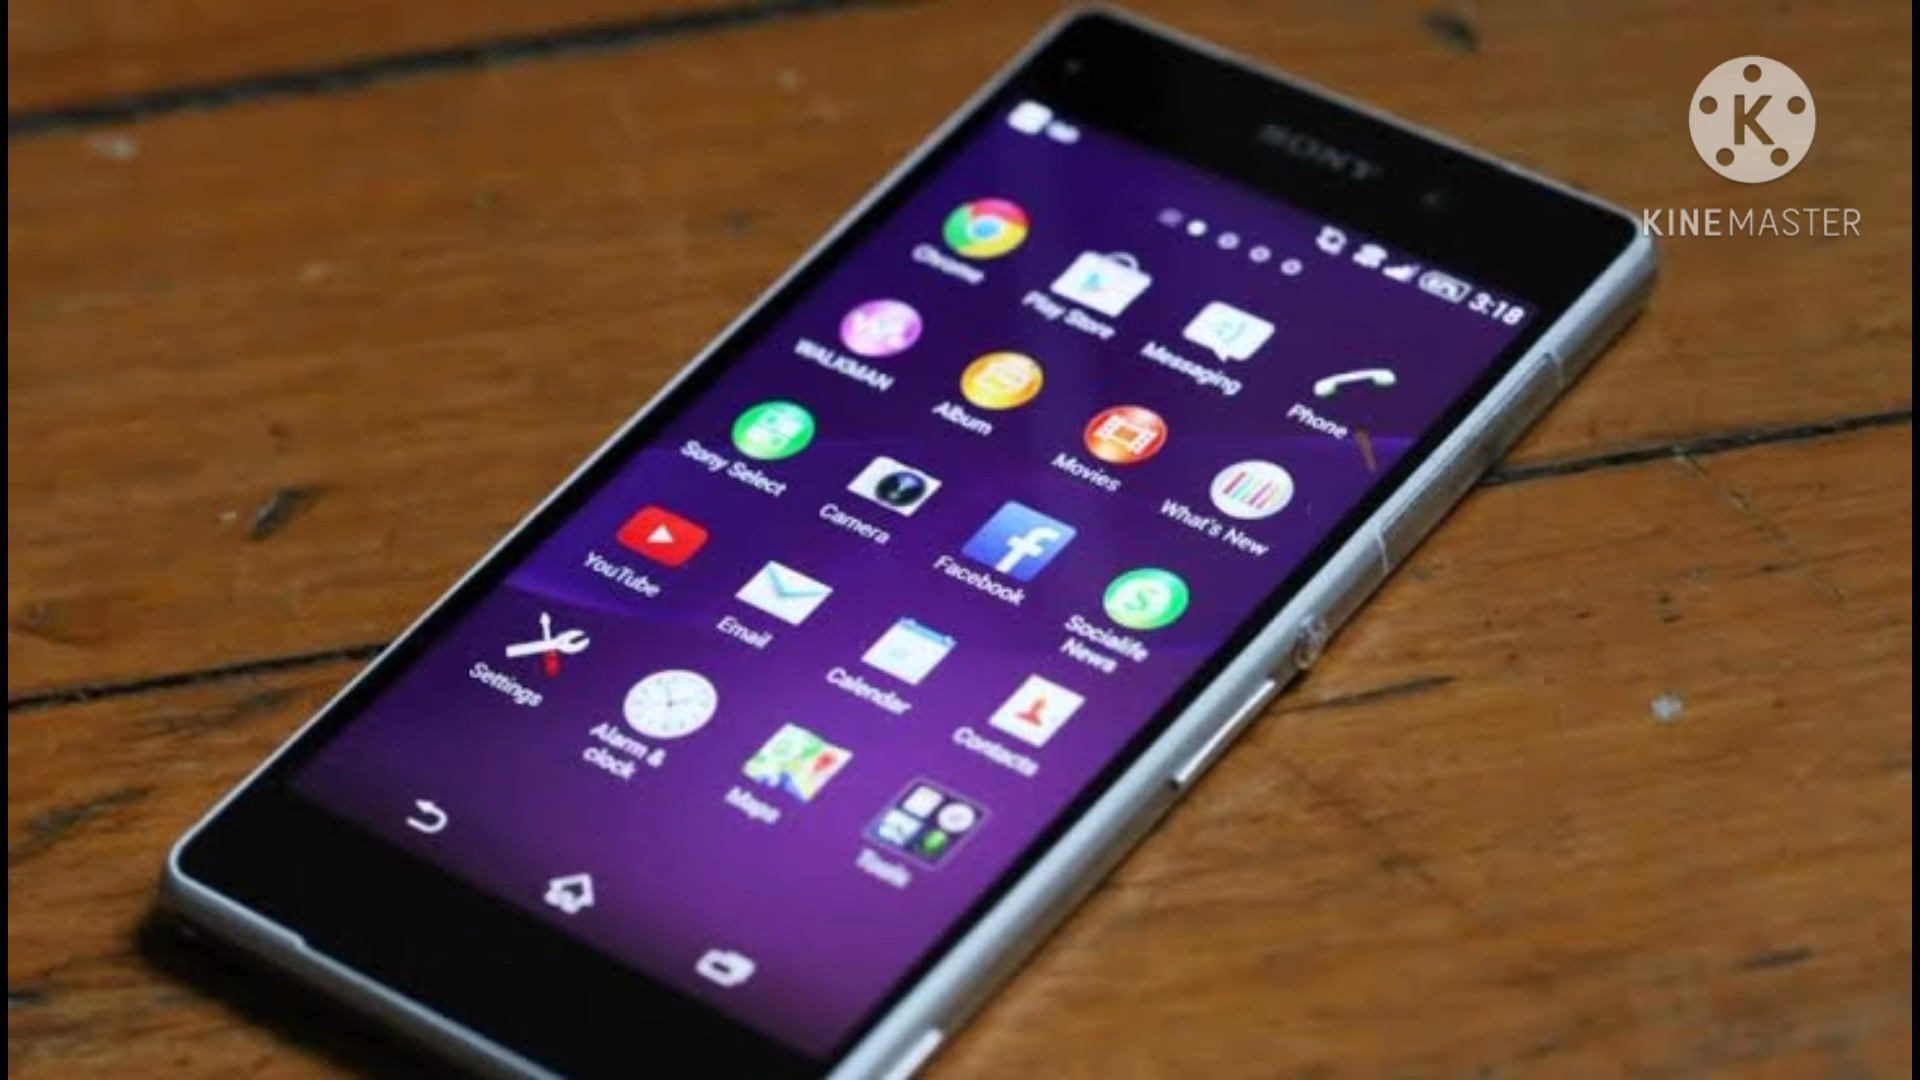 SONY
3:18
Chrome
Play Store
Messaging
Phone
WALKMAN
Album
Movies
What's New
Sony Select
Camera
Facebook
Socialife
News
YouTube
Email
Calendar
Contacts
Settings
Alarm &
clock
Maps
Tools
K
KINEMASTER